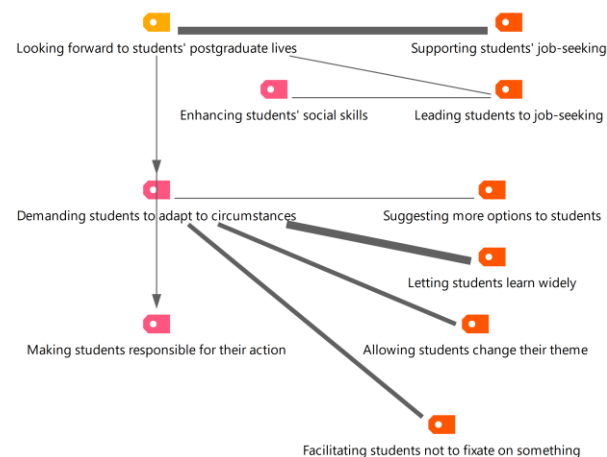 Looking forward to students' postgraduate lives
Supporting students' job-seeking
Enhancing students' social skills
Leading students to job-seeking
Demanding students to adapt to circumstances
Suggesting more options to students
Letting students learn widely
Making students responsible for their action
Allowing students change their theme
Facilitating students not to fixate on something